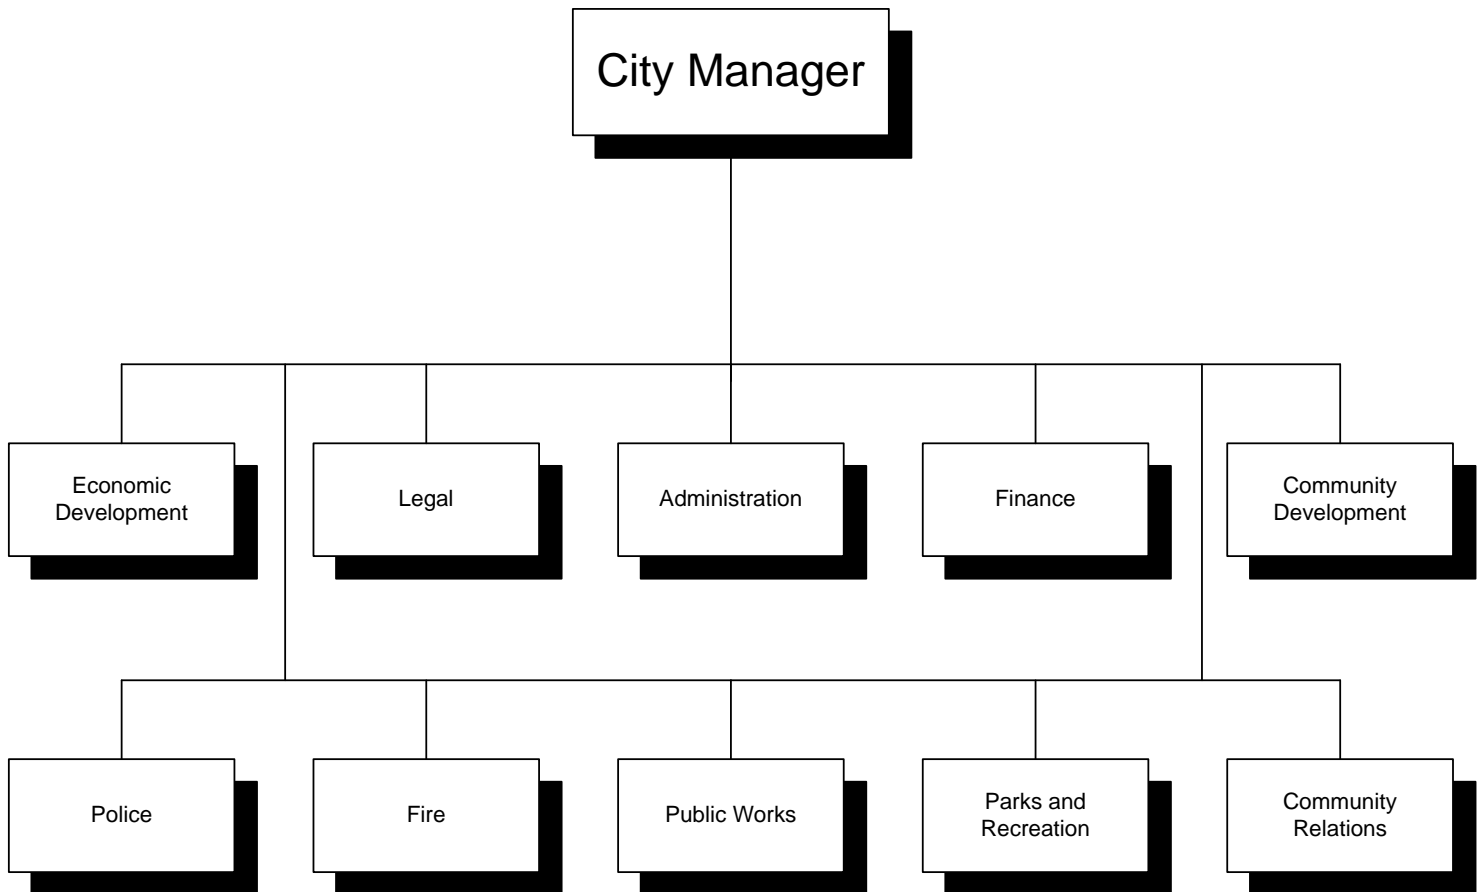 City Manager
Economic
Development
Legal
Administration
Finance
Community
Development
Police
Fire
Public Works
Parks and
Recreation
Community
Relations